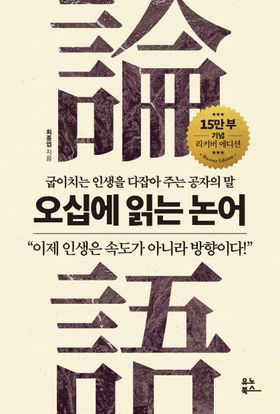 論
최종엽
지음
15만 부
기념
리커버 에디션
Recover Edition
굽이치는 인생을 다잡아 주는 공자의 말
오십에 읽는 논어
“이제 인생은 속도가 아니라 방향이다!”
語
유노
북스